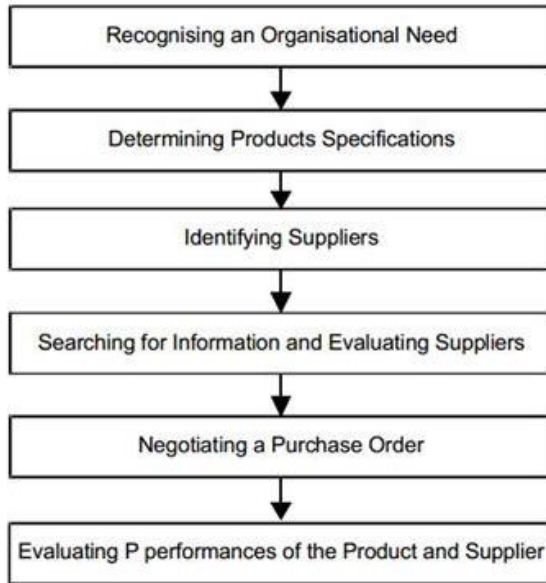 Recognising an Organisational Need
Determining Products Specifications
Identifying Suppliers
Searching for Information and Evaluating Suppliers
Negotiating a Purchase Order
Evaluating P performances of the Product and Supplier